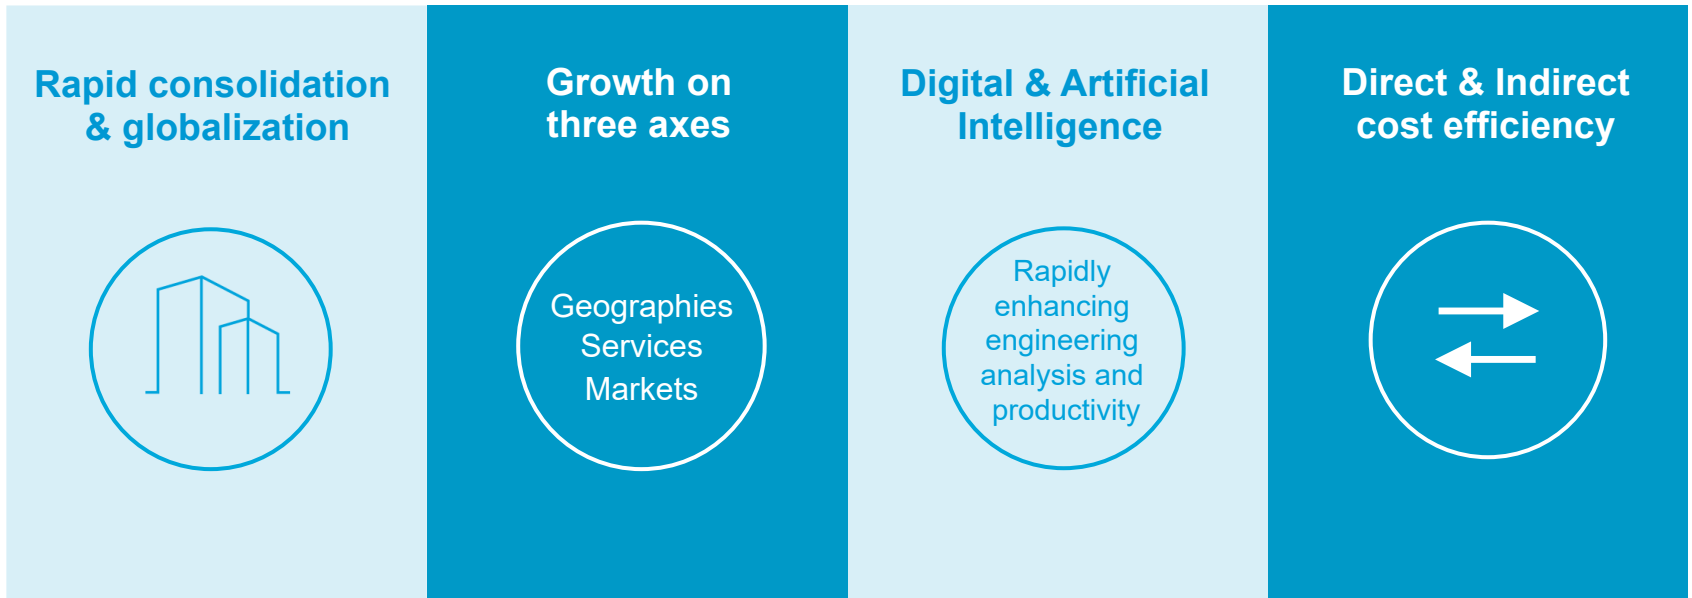 Rapid consolidation
& globalization
Growth on
three axes
Geographies
Services
Markets
Digital & Artificial
Intelligence
Rapidly
enhancing
engineering
analysis and
productivity
Direct & Indirect
cost efficiency